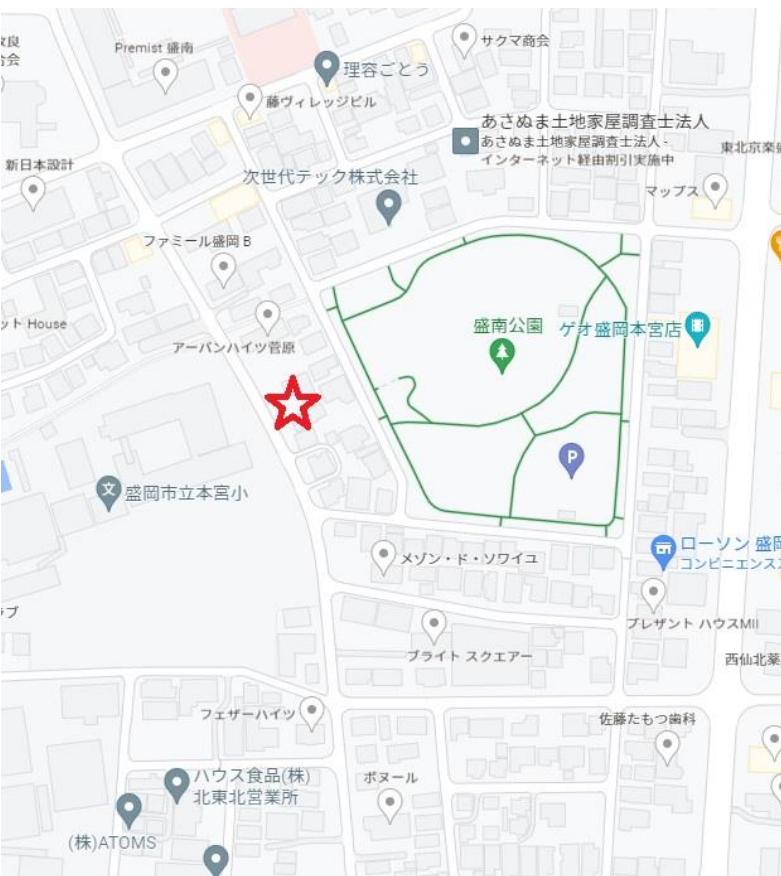 Premist 盛南
サクマ商会
理容ごとう
藤ヴィレッジビル
あさぬま土地家屋調査士法人
あさぬま土地家屋調査士法人 -
インターネット経由割引実施中
東北京楽
新日本設計
次世代テック株式会社
マップス
ファミール盛岡 B
ット House
盛南公園
ゲオ盛岡本宮店
アーバンハイツ菅原
P
文
盛岡市立本宮小
ローソン 盛岡
コンビニエンスス
メゾン・ド・ソワイユ
プレザント ハウスMII
ブライト スクエアー
西仙北薬
フェザーハイツ
佐藤たもつ歯科
ハウス食品(株)
北東北営業所
ボヌール
(株)ATOMS